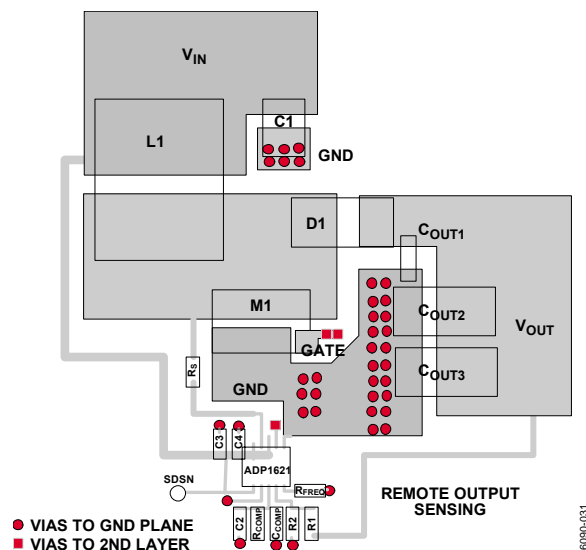 VIN
L1
C1
GND
D1
COUT1
M1
COUT2
VOUT
GATE
RS
COUT3
GND
C3
C4
ADP1621
SDSN
RFREQ
REMOTE OUTPUT
SENSING
C2
RCOMP
CCOMP
R2
R1
VIAS TO GND PLANE
VIAS TO 2ND LAYER
6090-031